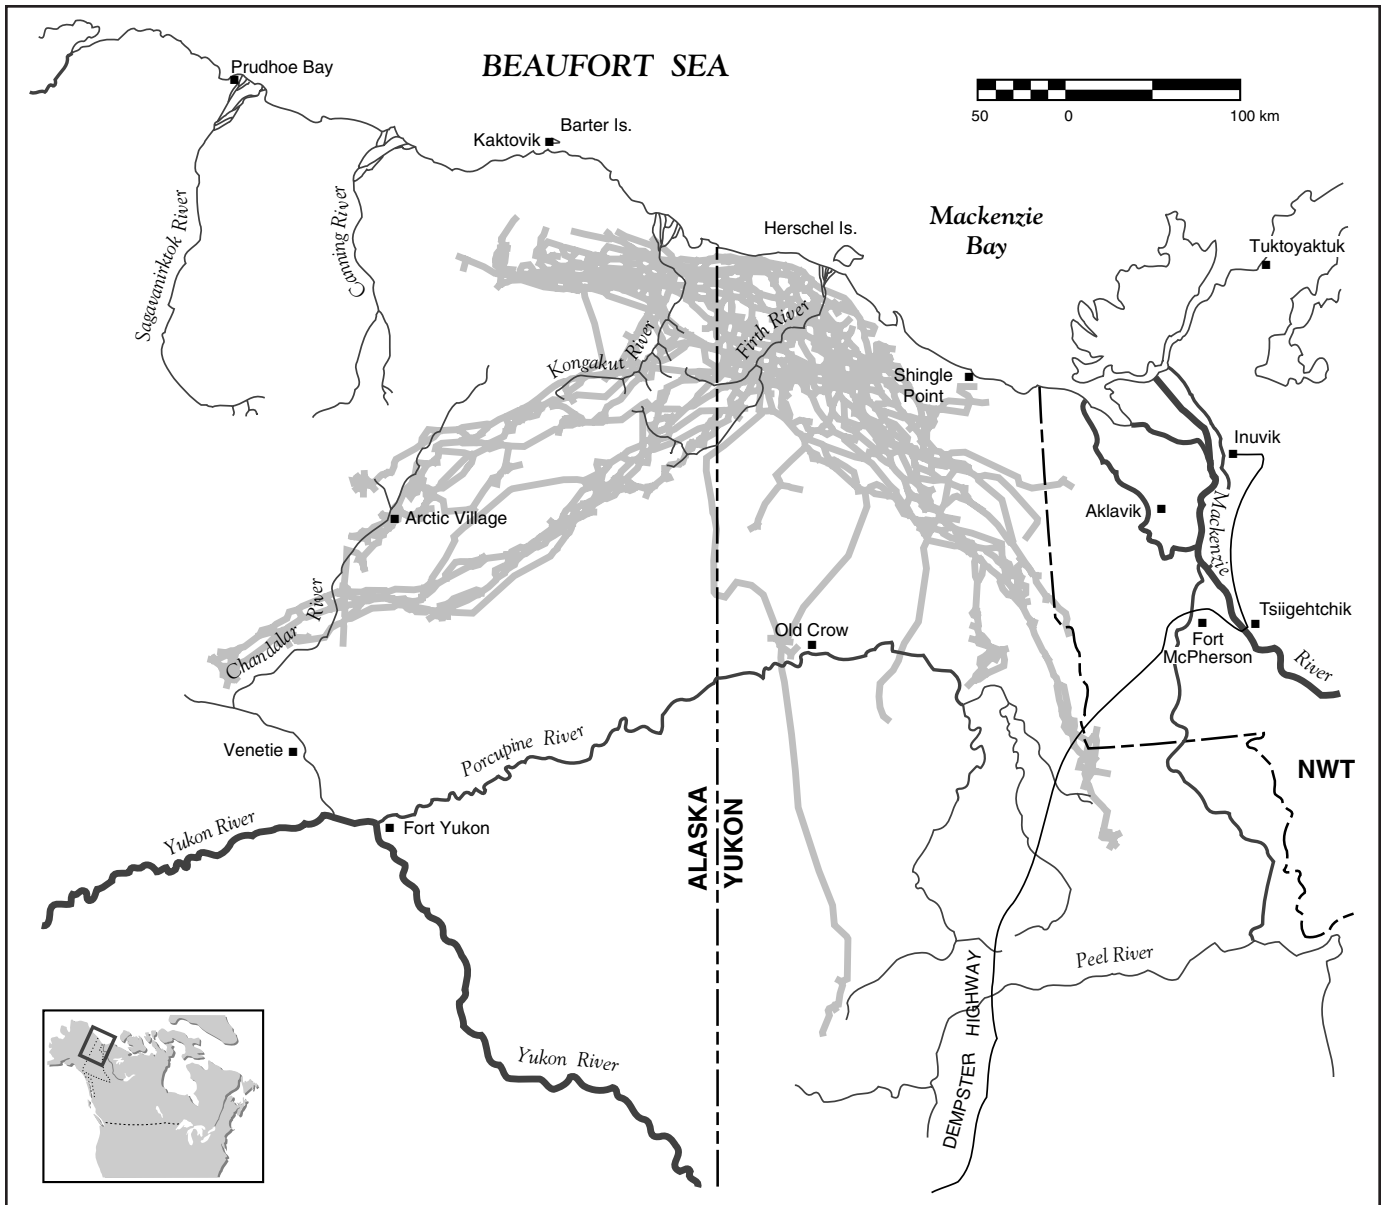 BEAUFORT SEA
Prudhoe Bay
50 0 100 km
Barter Is.
Kaktovik
Sagavanirktok River
Canning River
Mackenzie
Bay
Herschel Is.
Tuktoyaktuk
Firth River
Kongakut River
Shingle
Point
Inuvik
Aklavik
Mackenzie
River
Arctic Village
Chandalar River
Old Crow
Tsiigehtchik
Fort
McPherson
Venetie
Porcupine River
NWT
ALASKA
YUKON
Yukon River
Fort Yukon
Peel River
DEMPSTER HIGHWAY
Yukon River